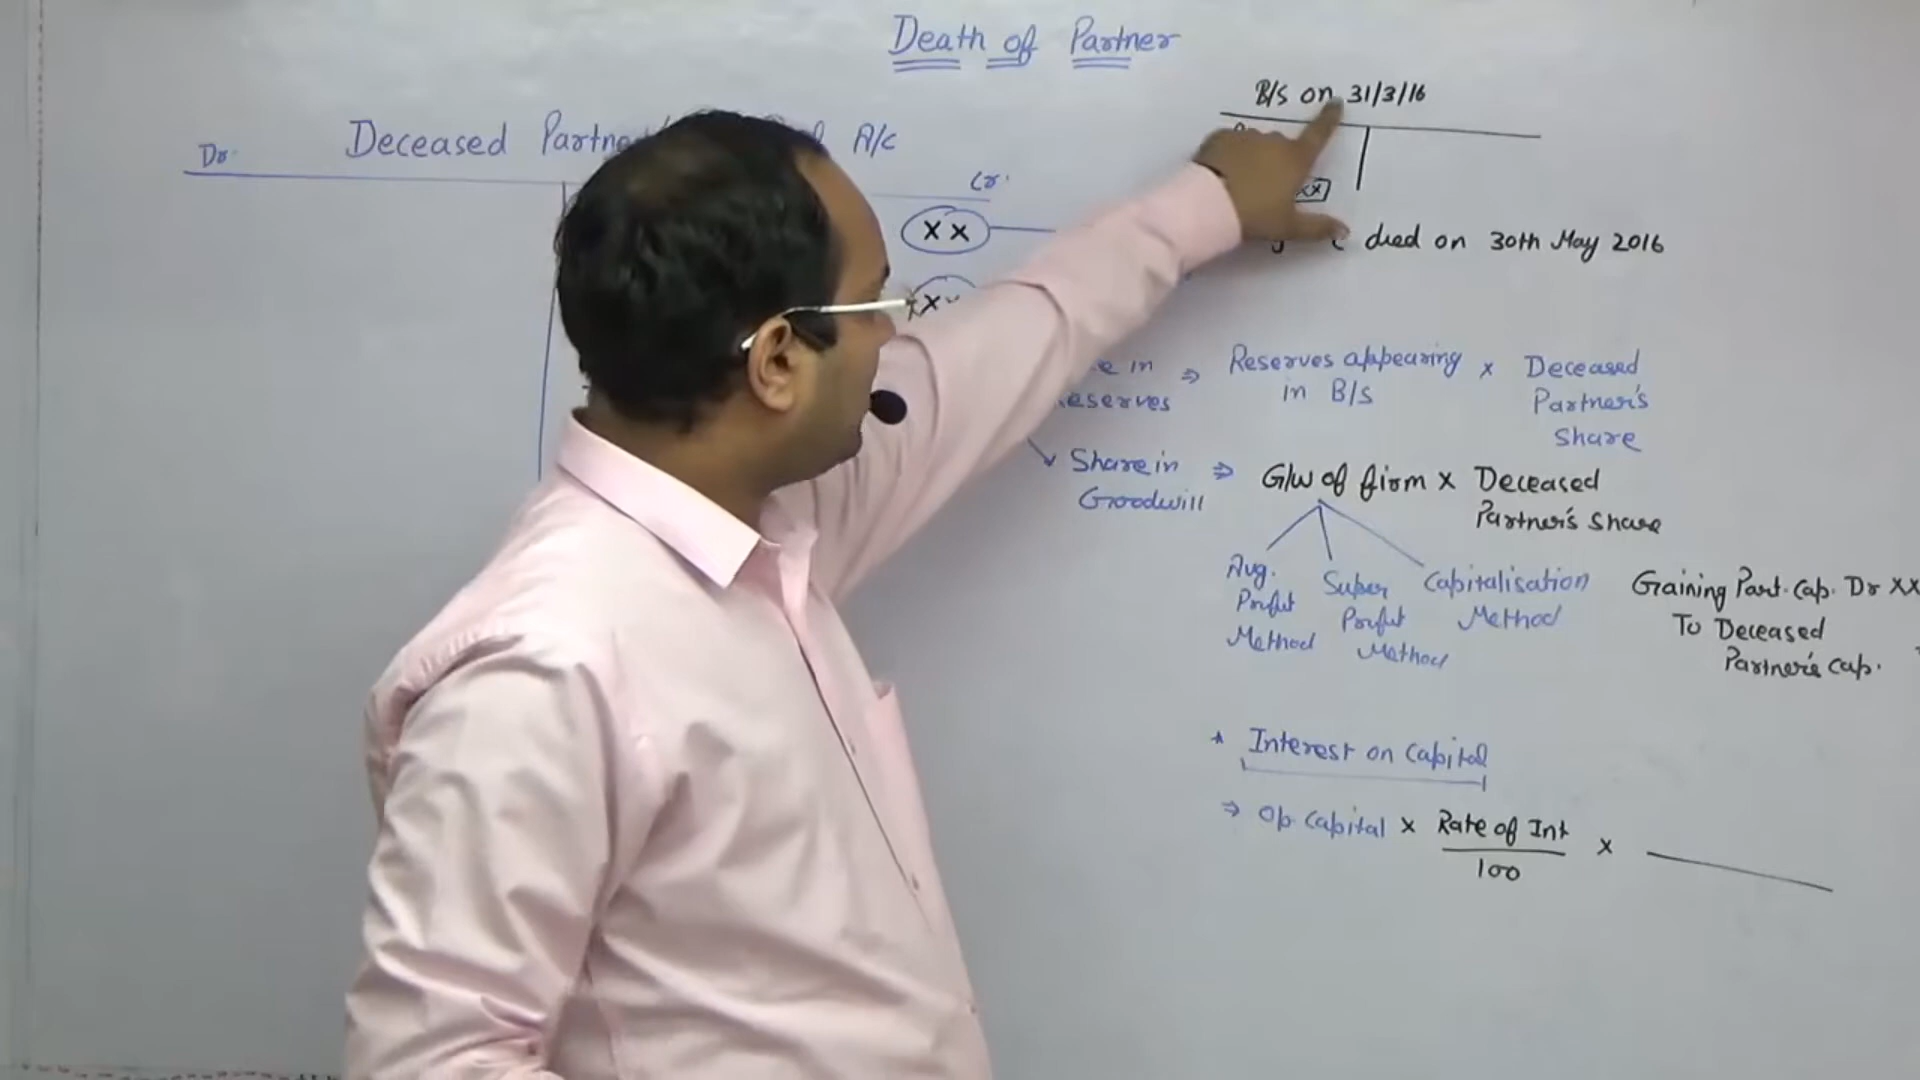 Death of Partner
B/S on 31/3/16
Deceased A/c
Dr.
Cr.
XX
died on 30th May 2016
in ⇒ Reserves appearing in B/S × Deceased Partner's Share
Share in Goodwill ⇒ G/W of firm × Deceased Partner's Share
Avg. Profit Method
Super Profit Method
Capitalisation Method
Gaining Part. Cap. Dr XX
To Deceased
Partner's Cap.
* Interest on Capital
⇒ Op. Capital × Rate of Int / 100 ×